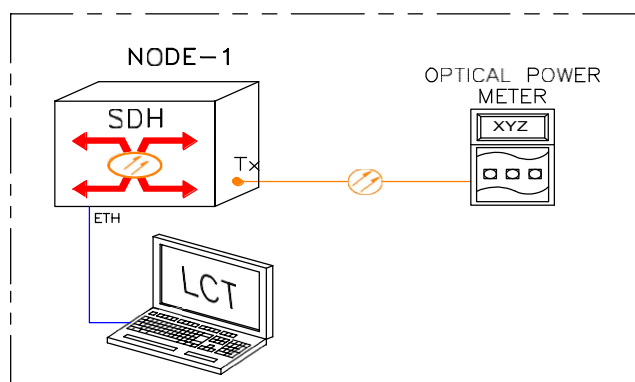 NODE-1
OPTICAL POWER
METER
SDH
XYZ
Tx
ETH
LCT